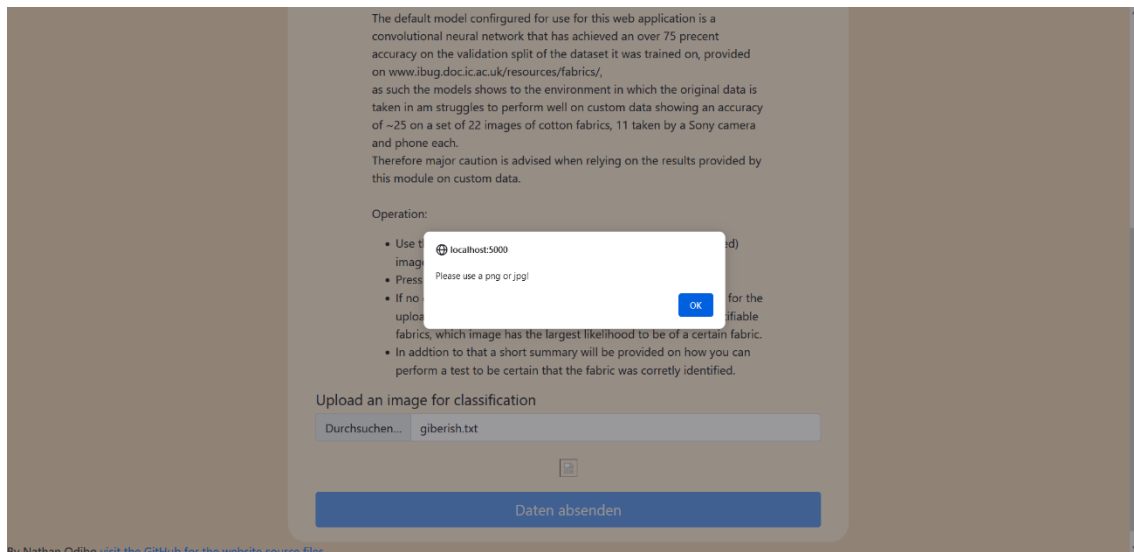 The default model confirgured for use for this web application is a
convolutional neural network that has achieved an over 75 precent
accuracy on the validation split of the dataset it was trained on, provided
on www.ibug.doc.ic.ac.uk/resources/fabrics/,
as such the models shows to the environment in which the original data is
taken in am struggles to perform well on custom data showing an accuracy
of ~25 on a set of 22 images of cotton fabrics, 11 taken by a Sony camera
and phone each.
Therefore major caution is advised when relying on the results provided by
this module on custom data.
Operation:
• Use
localhost:5000
Please use a png or jpg!
• Press
OK
• If no for the
fabrics, which image has the largest likelihood to be of a certain fabric.
• In addtion to that a short summary will be provided on how you can
perform a test to be certain that the fabric was corretly identified.
Upload an image for classification
Durchsuchen... giberish.txt
Daten absenden
By Nathan Odibo visit the GitHub for the website source files